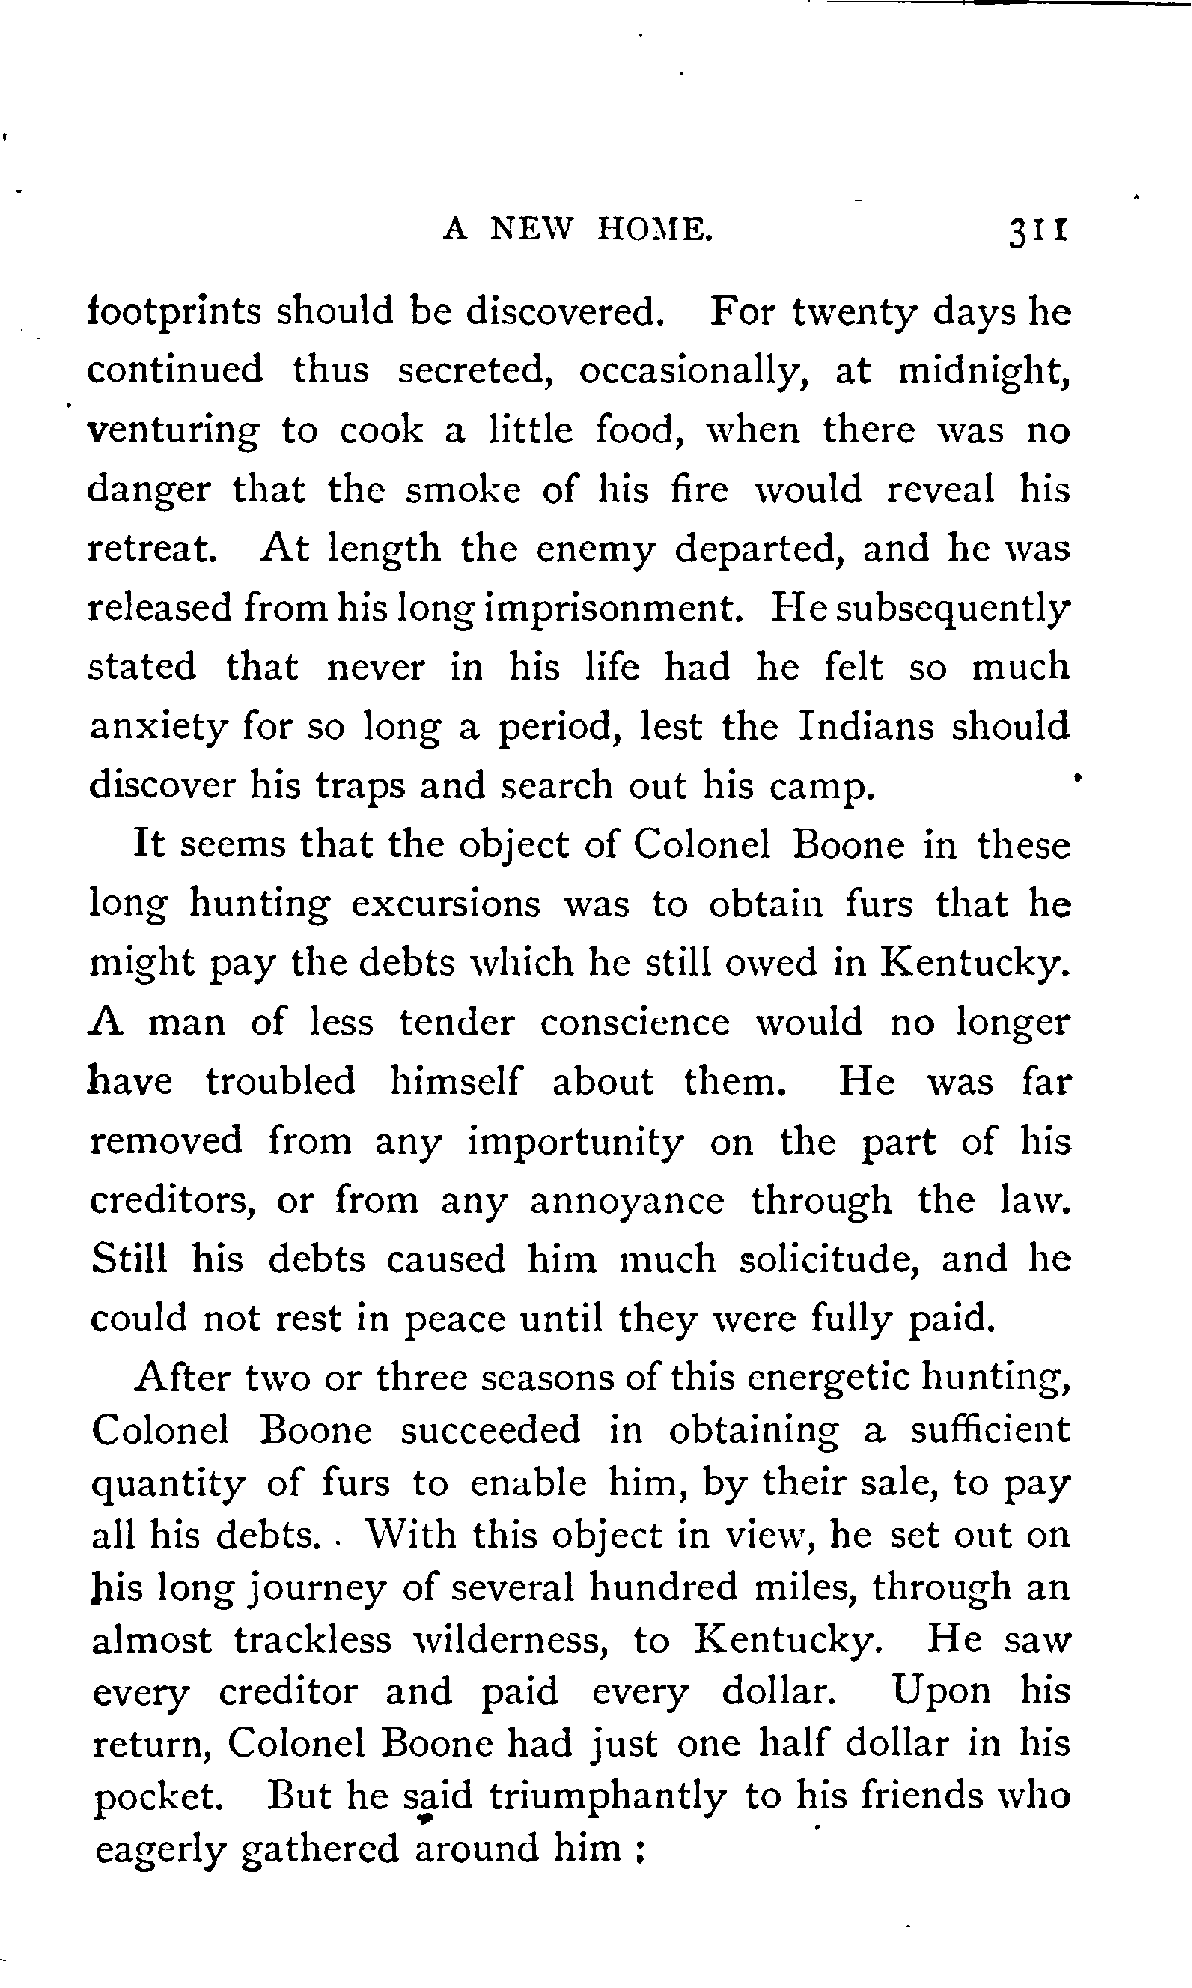 A NEW HOME. 311
footprints should be discovered. For twenty days he
continued thus secreted, occasionally, at midnight,
venturing to cook a little food, when there was no
danger that the smoke of his fire would reveal his
retreat. At length the enemy departed, and he was
released from his long imprisonment. He subsequently
stated that never in his life had he felt so much
anxiety for so long a period, lest the Indians should
discover his traps and search out his camp.
It seems that the object of Colonel Boone in these
long hunting excursions was to obtain furs that he
might pay the debts which he still owed in Kentucky.
A man of less tender conscience would no longer
have troubled himself about them. He was far
removed from any importunity on the part of his
creditors, or from any annoyance through the law.
Still his debts caused him much solicitude, and he
could not rest in peace until they were fully paid.
After two or three seasons of this energetic hunting,
Colonel Boone succeeded in obtaining a sufficient
quantity of furs to enable him, by their sale, to pay
all his debts. With this object in view, he set out on
his long journey of several hundred miles, through an
almost trackless wilderness, to Kentucky. He saw
every creditor and paid every dollar. Upon his
return, Colonel Boone had just one half dollar in his
pocket. But he said triumphantly to his friends who
eagerly gathered around him :